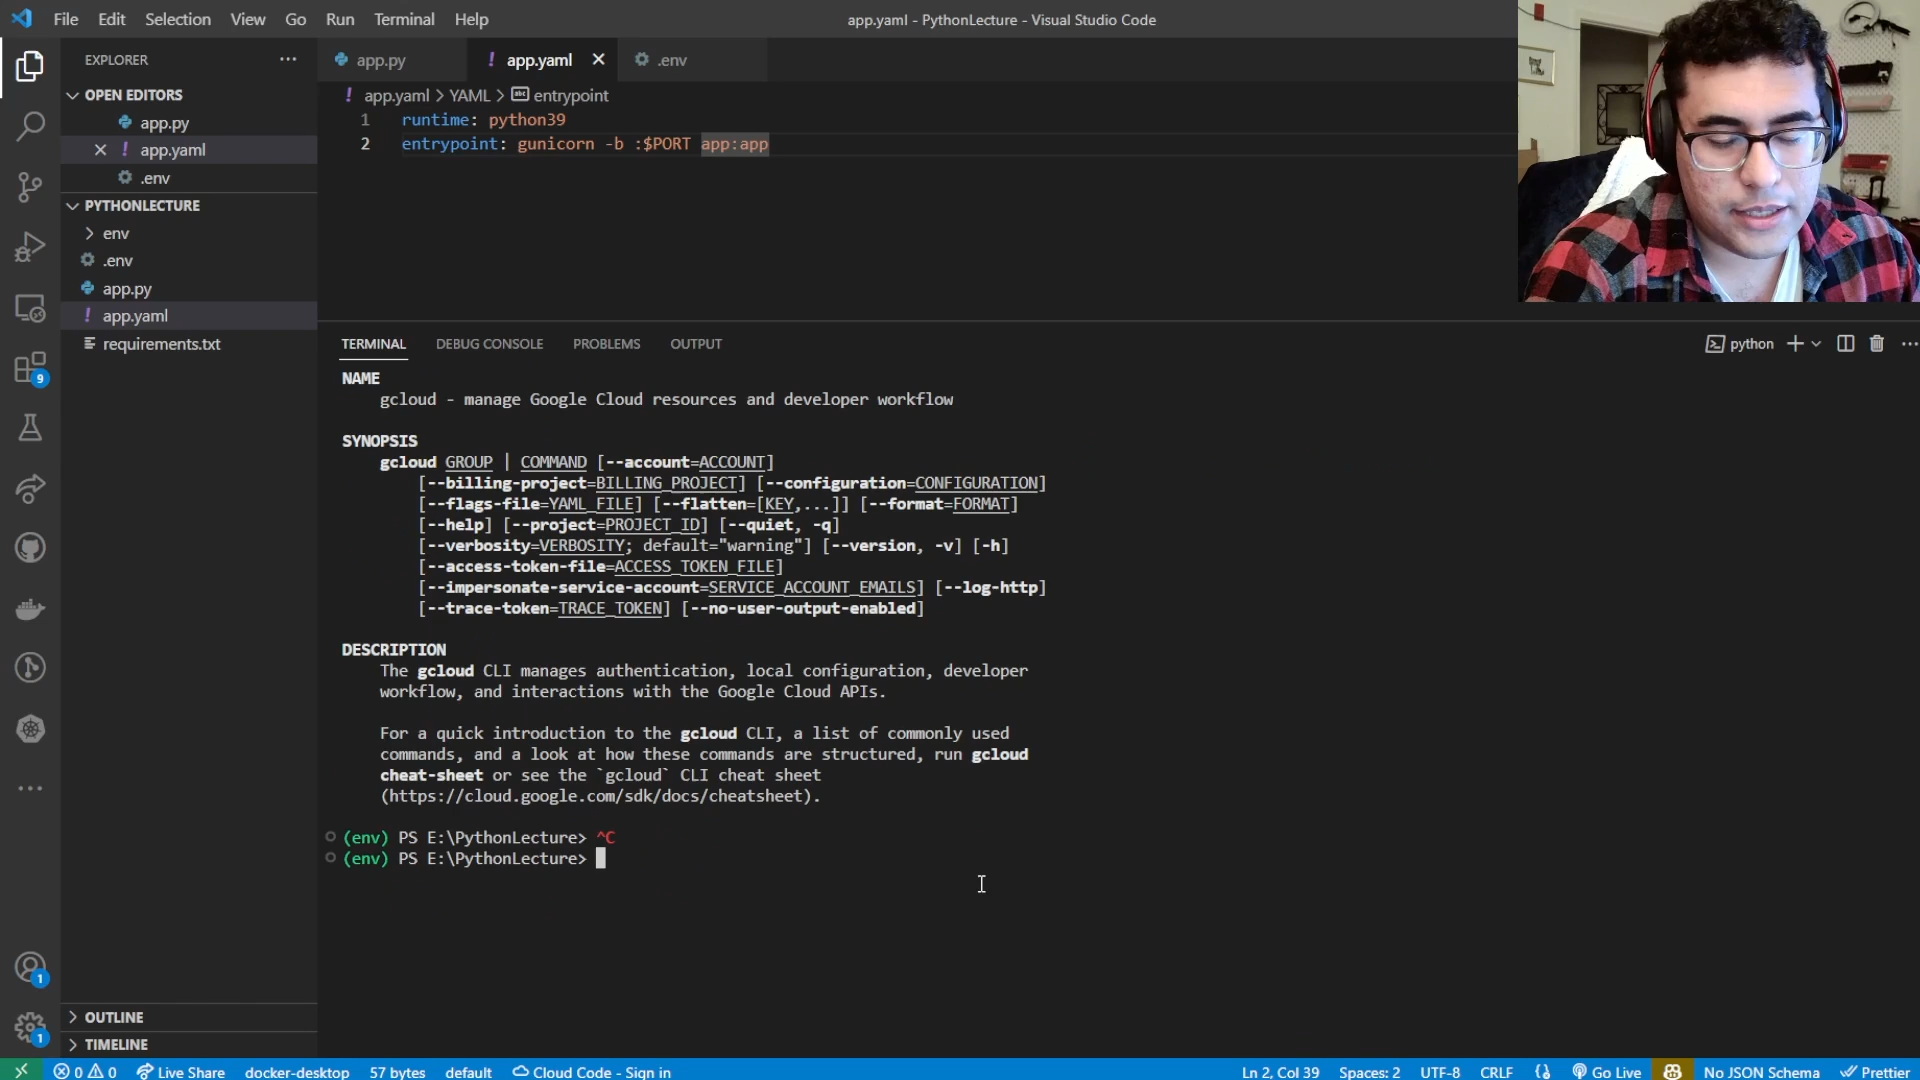 File Edit Selection View Go Run Terminal Help
app.yaml - PythonLecture - Visual Studio Code
EXPLORER
OPEN EDITORS
app.py
app.yaml
.env
PYTHONLECTURE
env
.env
app.py
app.yaml
requirements.txt
OUTLINE
TIMELINE
9
1
1
app.py ! app.yaml .env
! app.yaml > YAML > abc entrypoint
1 runtime: python39
2 entrypoint: gunicorn -b :$PORT app:app
TERMINAL DEBUG CONSOLE PROBLEMS OUTPUT
python
NAME
gcloud - manage Google Cloud resources and developer workflow
SYNOPSIS
gcloud GROUP | COMMAND [--account=ACCOUNT]
[--billing-project=BILLING_PROJECT] [--configuration=CONFIGURATION]
[--flags-file=YAML_FILE] [--flatten=[KEY,...]] [--format=FORMAT]
[--help] [--project=PROJECT_ID] [--quiet, -q]
[--verbosity=VERBOSITY; default="warning"] [--version, -v] [-h]
[--access-token-file=ACCESS_TOKEN_FILE]
[--impersonate-service-account=SERVICE_ACCOUNT_EMAILS] [--log-http]
[--trace-token=TRACE_TOKEN] [--no-user-output-enabled]
DESCRIPTION
The gcloud CLI manages authentication, local configuration, developer
workflow, and interactions with the Google Cloud APIs.
For a quick introduction to the gcloud CLI, a list of commonly used
commands, and a look at how these commands are structured, run gcloud
cheat-sheet or see the `gcloud` CLI cheat sheet
(https://cloud.google.com/sdk/docs/cheatsheet).
(env) PS E:\PythonLecture> ^C
(env) PS E:\PythonLecture>
0 0 Live Share docker-desktop 57 bytes default Cloud Code - Sign in
Ln 2, Col 39 Spaces: 2 UTF-8 CRLF {} Go Live No JSON Schema Prettier